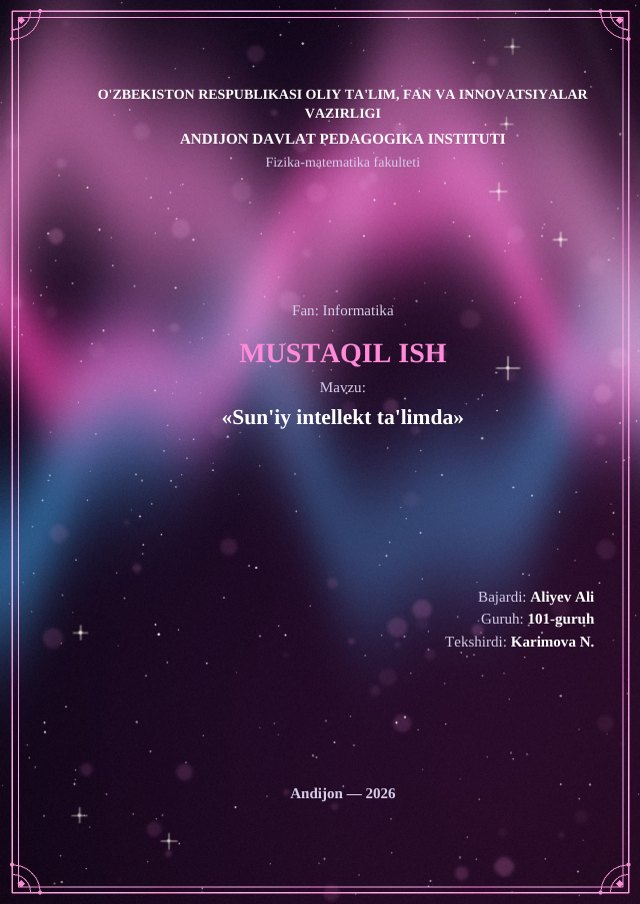 O'ZBEKISTON RESPUBLIKASI OLIY TA'LIM, FAN VA INNOVATSIYALAR
VAZIRLIGI
ANDIJON DAVLAT PEDAGOGIKA INSTITUTI
Fizika-matematika fakulteti
Fan: Informatika
MUSTAQIL ISH
Mavzu:
«Sun'iy intellekt ta'limda»
Bajardi: Aliyev Ali
Guruh: 101-guruh
Tekshirdi: Karimova N.
Andijon — 2026